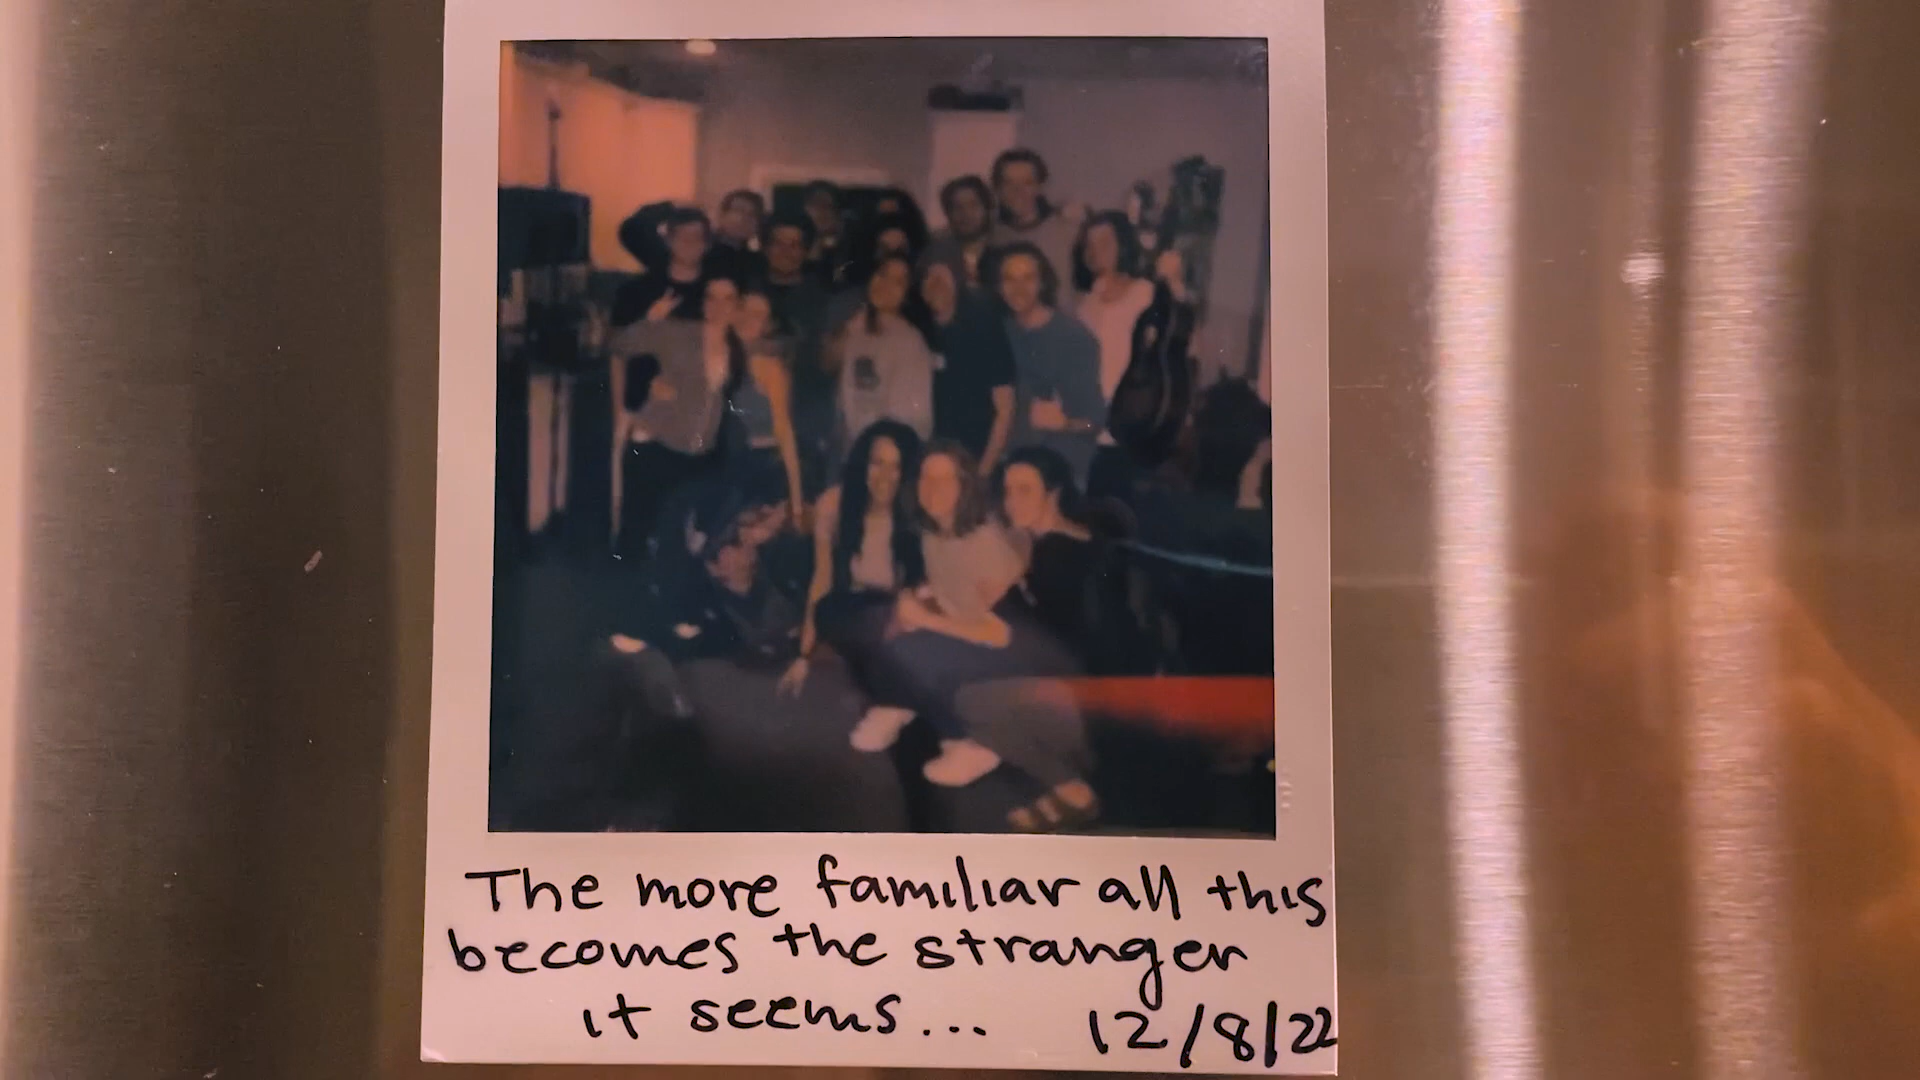 The more familiar all this
becomes the stranger
it seems... 12/8/22